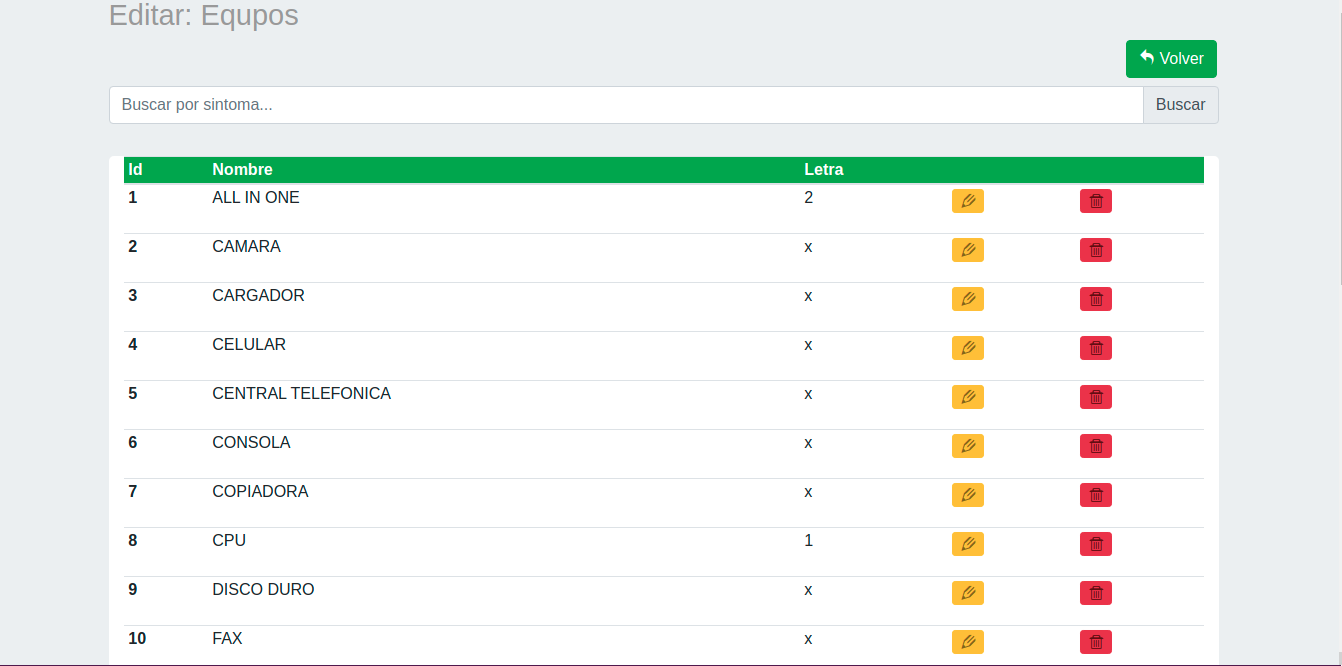 Editar: Equpos
Volver
Buscar por sintoma... Buscar
Id Nombre Letra
1 ALL IN ONE 2
2 CAMARA x
3 CARGADOR x
4 CELULAR x
5 CENTRAL TELEFONICA x
6 CONSOLA x
7 COPIADORA x
8 CPU 1
9 DISCO DURO x
10 FAX x